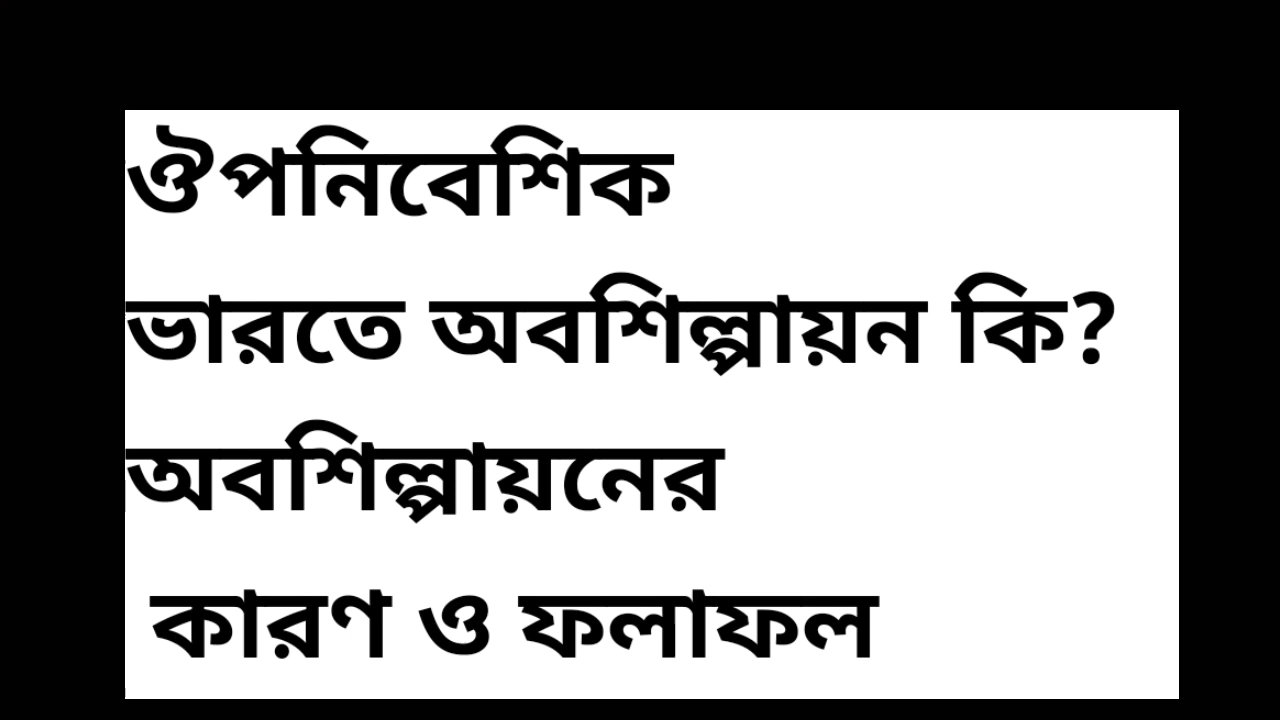 ঔপনিবেশিক
ভারতে অবশিল্পায়ন কি?
অবশিল্পায়নের
কারণ ও ফলাফল